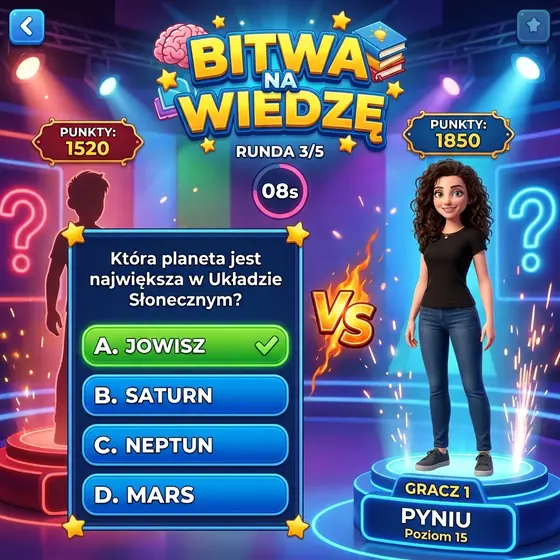 BITWA
NA
WIEDZĘ
RUNDA 3/5
08s
PUNKTY:
1520
PUNKTY:
1850
?
?
Która planeta jest
największa w Układzie
Słonecznym?
A. JOWISZ
B. SATURN
C. NEPTUN
D. MARS
VS
GRACZ 1
PYNIU
Poziom 15